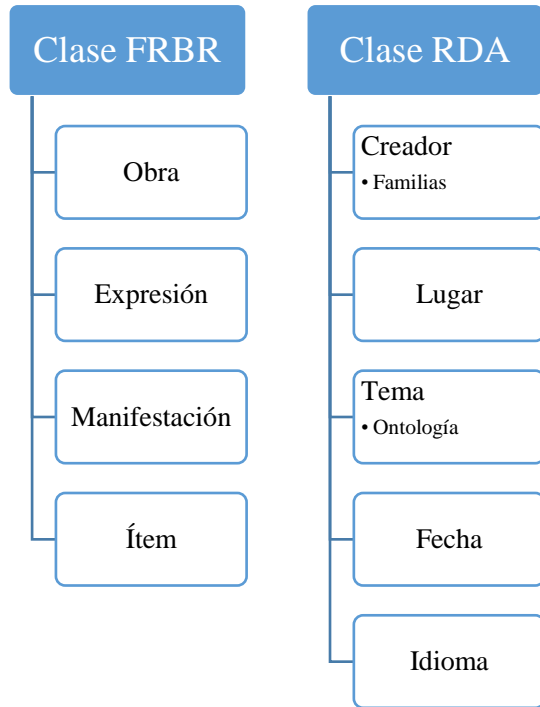 Clase FRBR
Obra
Expresión
Manifestación
Ítem
Clase RDA
Creador
• Familias
Lugar
Tema
• Ontología
Fecha
Idioma